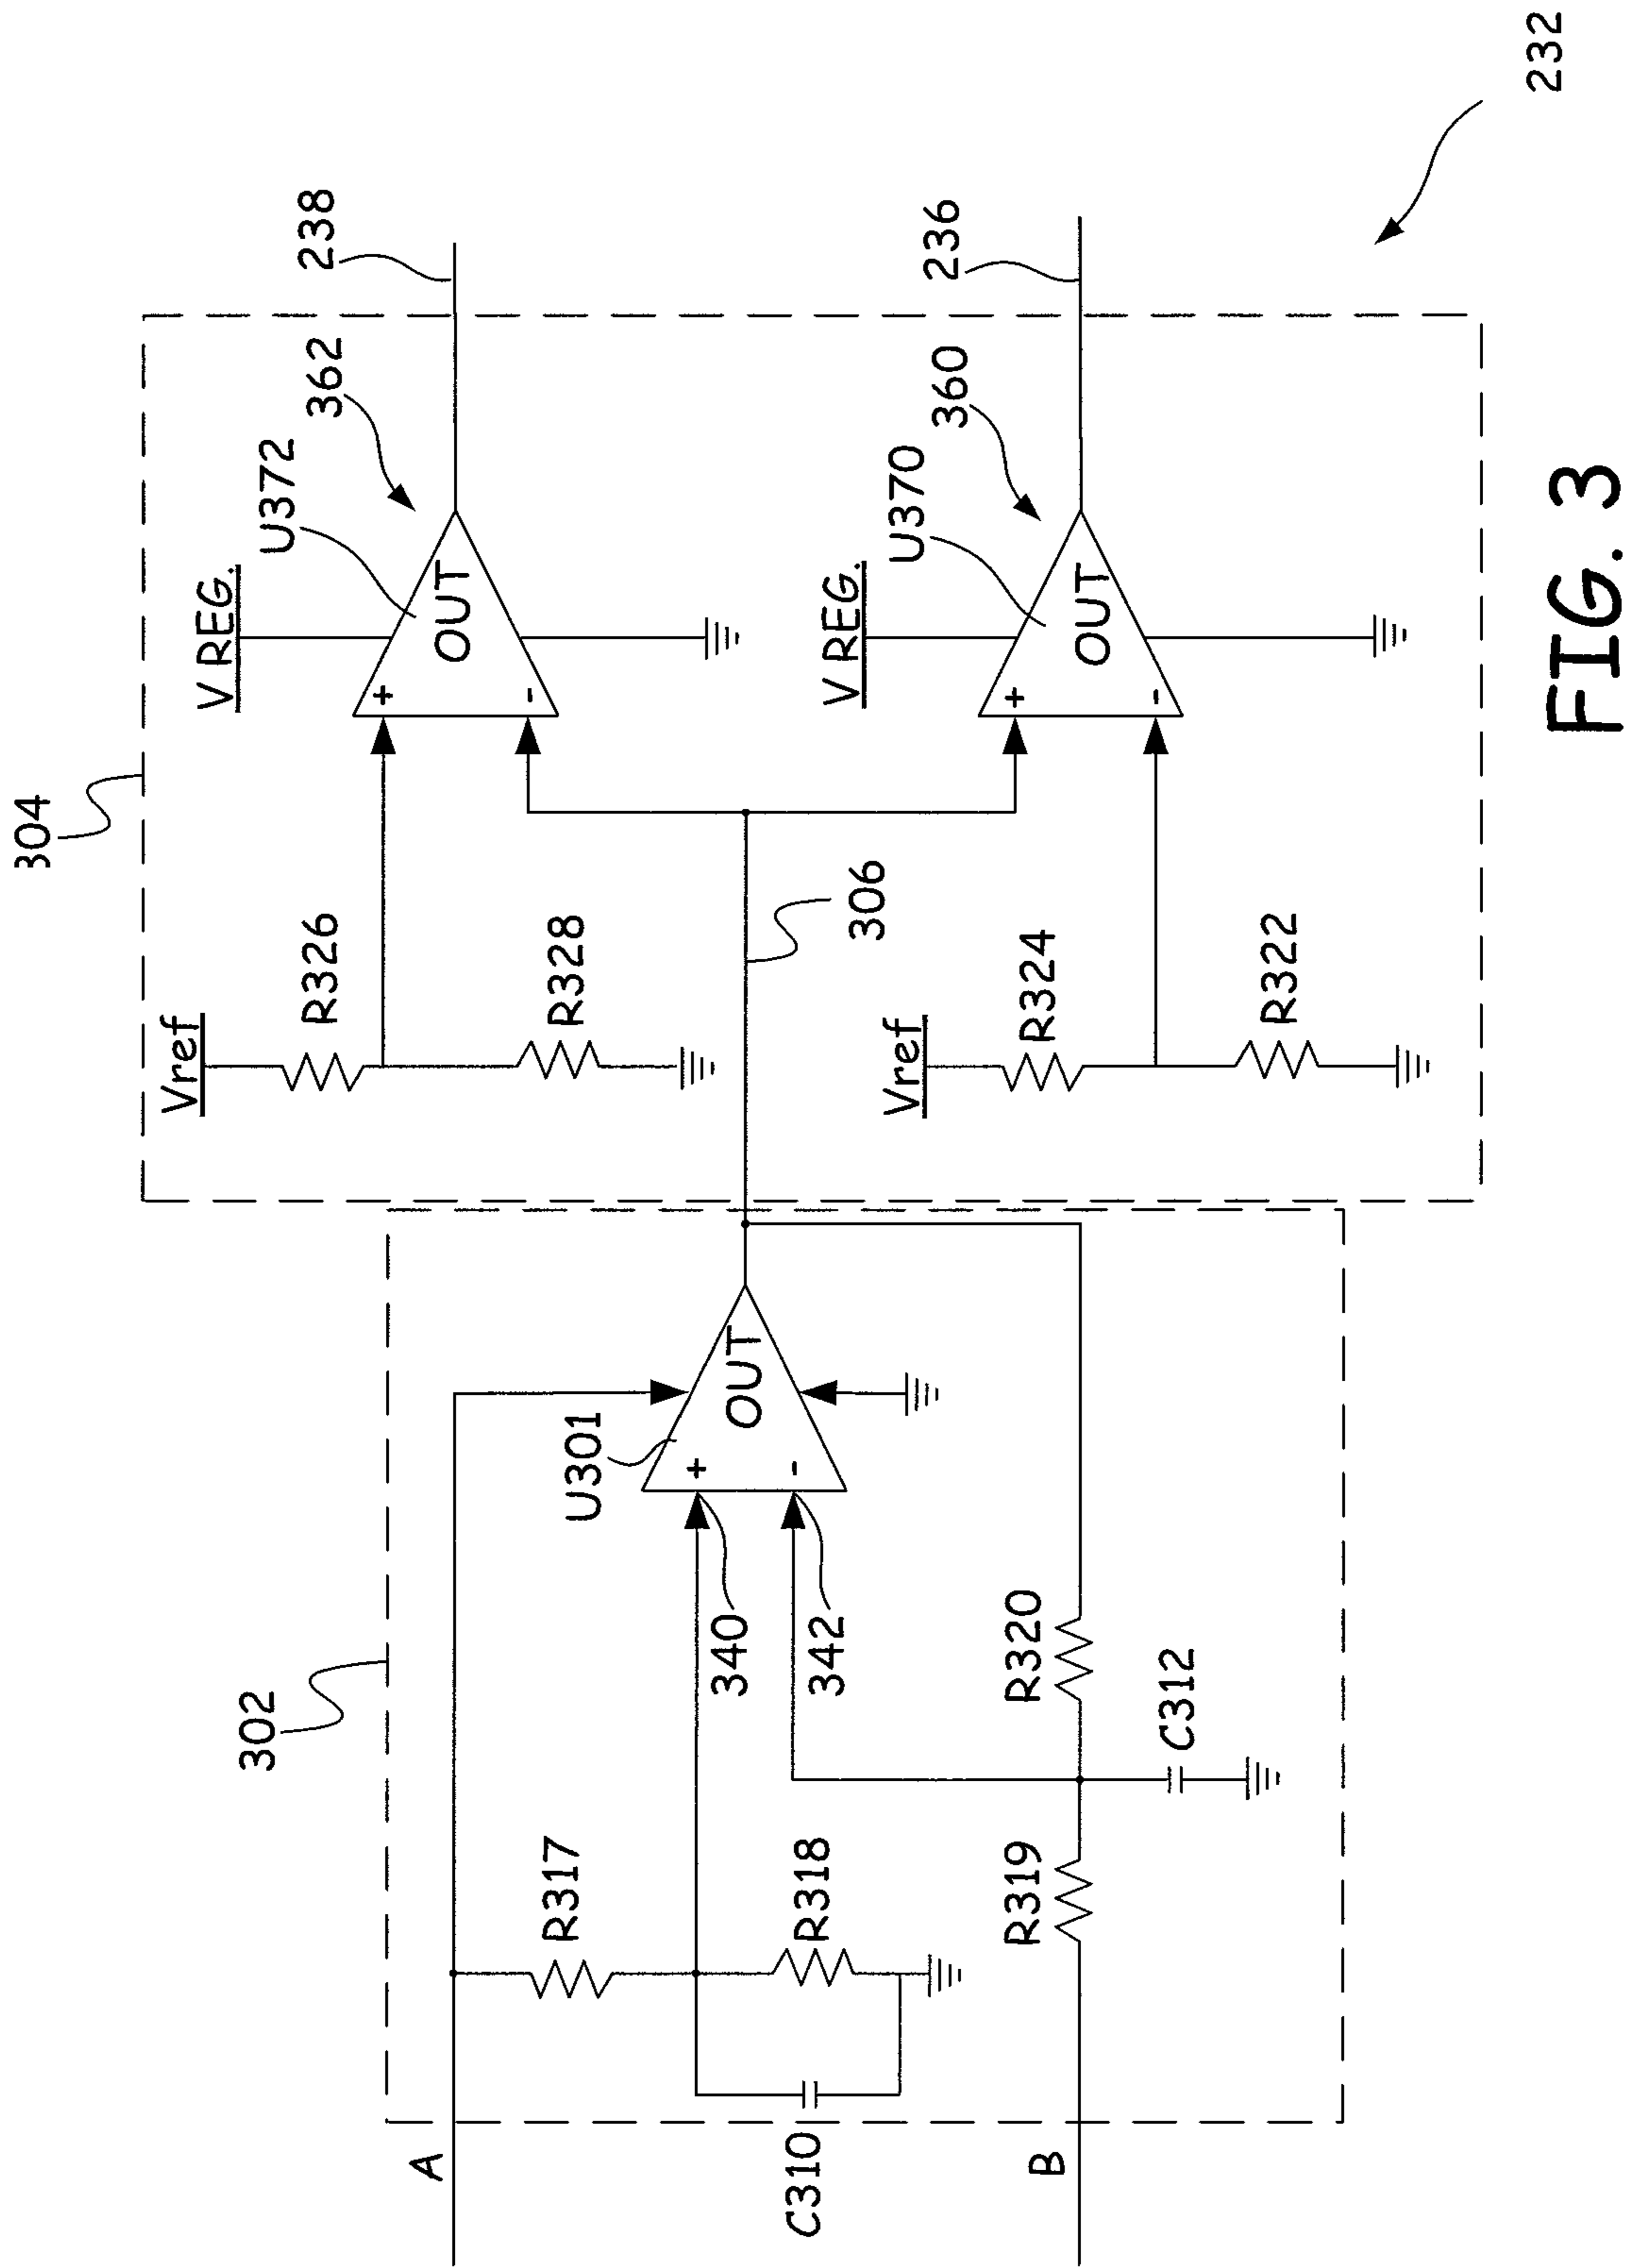 304
Vref
R326
R328
V REG.
U372
362
238
+
-
OUT
306
Vref
R324
R322
V REG.
U370
360
236
+
-
OUT
302
A
R317
R318
C310
U301
+
-
OUT
340
342
B
R319
R320
C312
232
FIG. 3